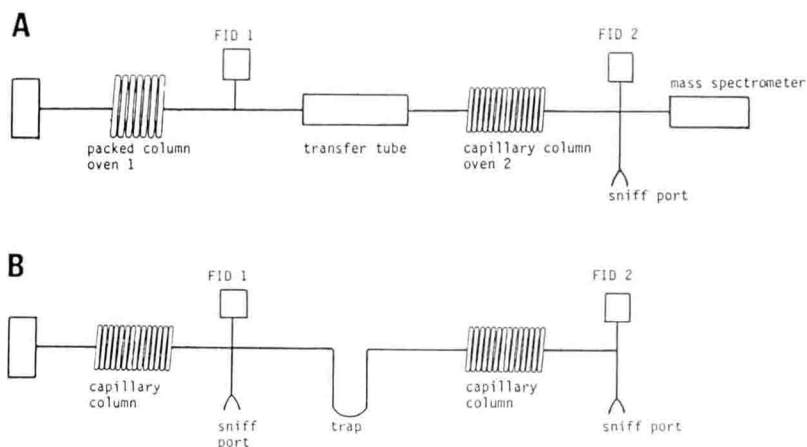 A
FID 1
FID 2
mass spectrometer
packed column
oven 1
transfer tube
capillary column
oven 2
sniff port
B
FID 1
FID 2
capillary
column
sniff
port
trap
capillary
column
sniff port